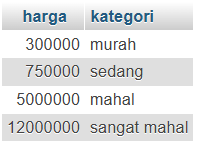 harga kategori
300000 murah
750000 sedang
5000000 mahal
12000000 sangat mahal